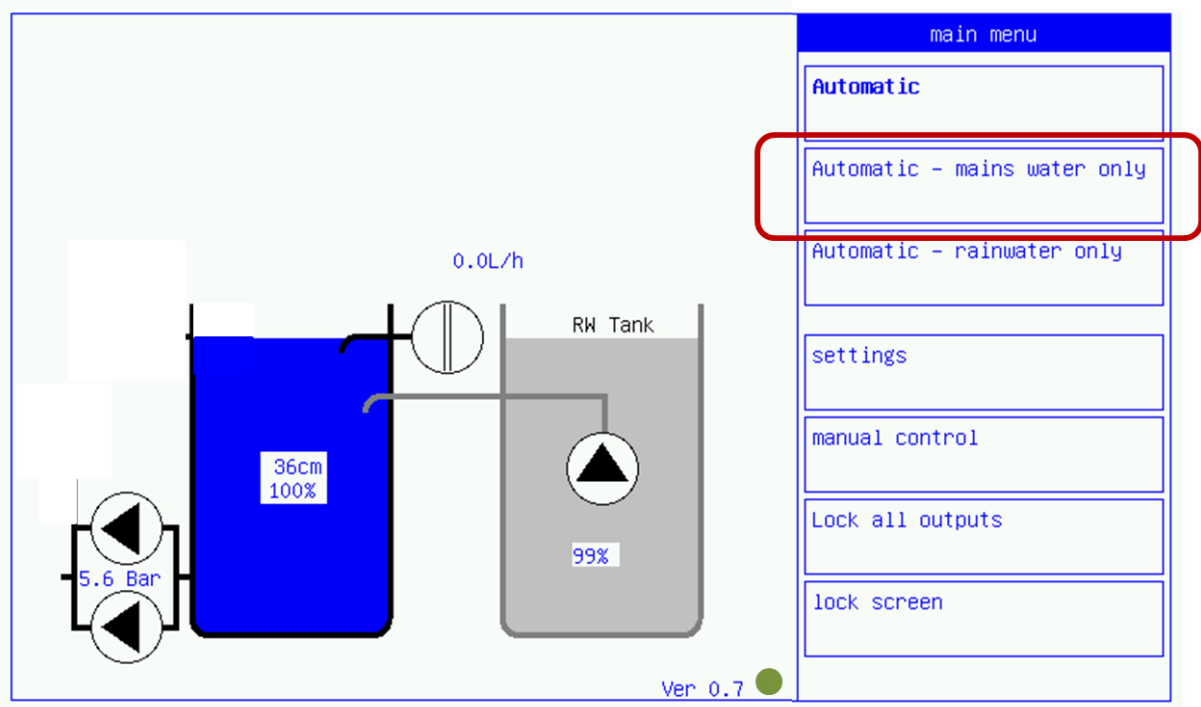 main menu
Automatic
Automatic - mains water only
Automatic - rainwater only
settings
manual control
Lock all outputs
lock screen
0.0L/h
RW Tank
36cm
100%
99%
5.6 Bar
Ver 0.7